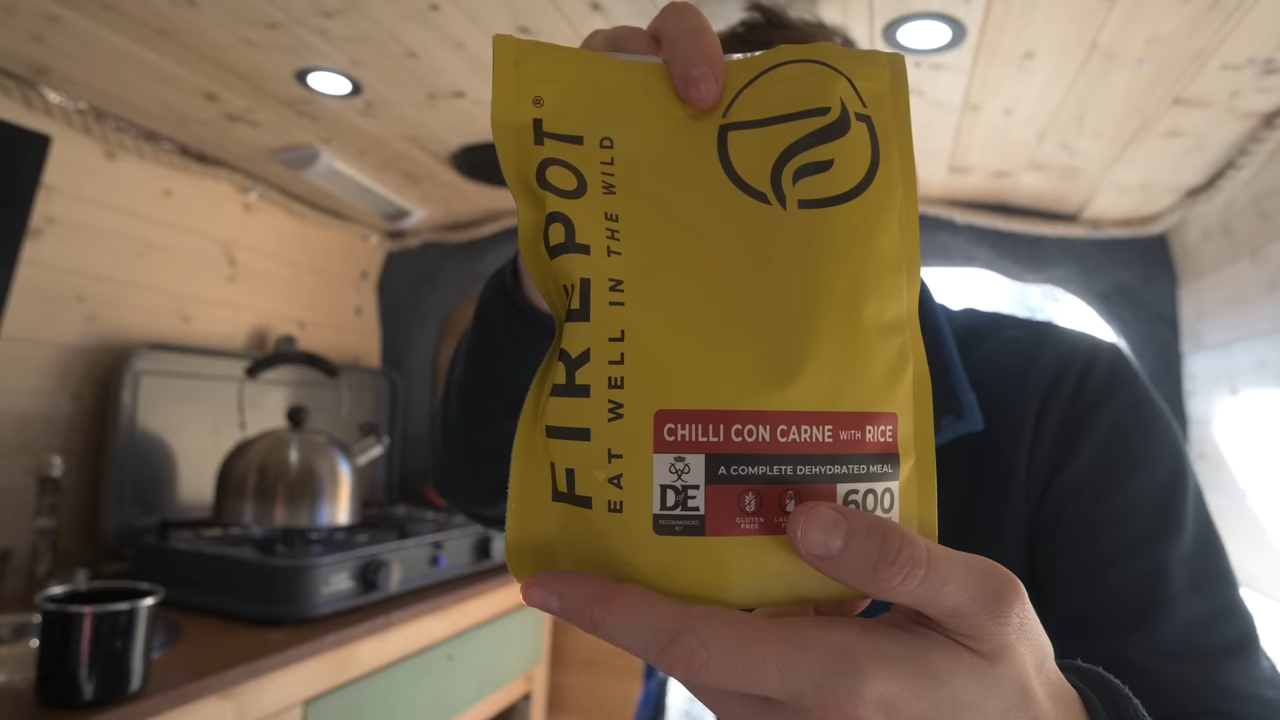 FIREPOT®
EAT WELL IN THE WILD
CHILLI CON CARNE WITH RICE
A COMPLETE DEHYDRATED MEAL
DofE
RECOMMENDED
KIT
GLUTEN
FREE
600